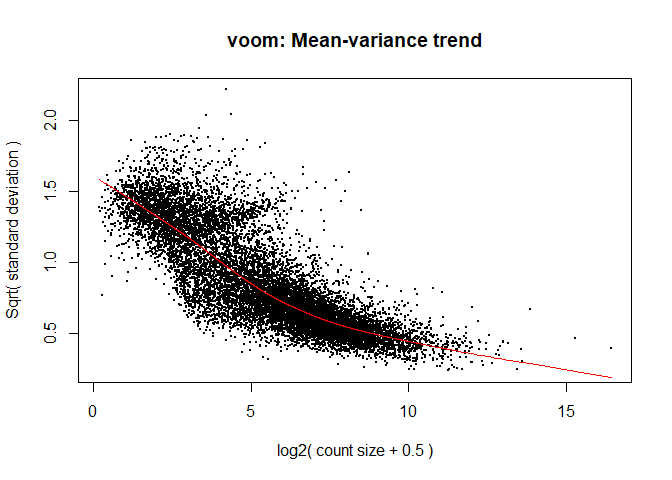 voom: Mean-variance trend
Sqrt( standard deviation )
2.0
1.5
1.0
0.5
0 5 10 15
log2( count size + 0.5 )